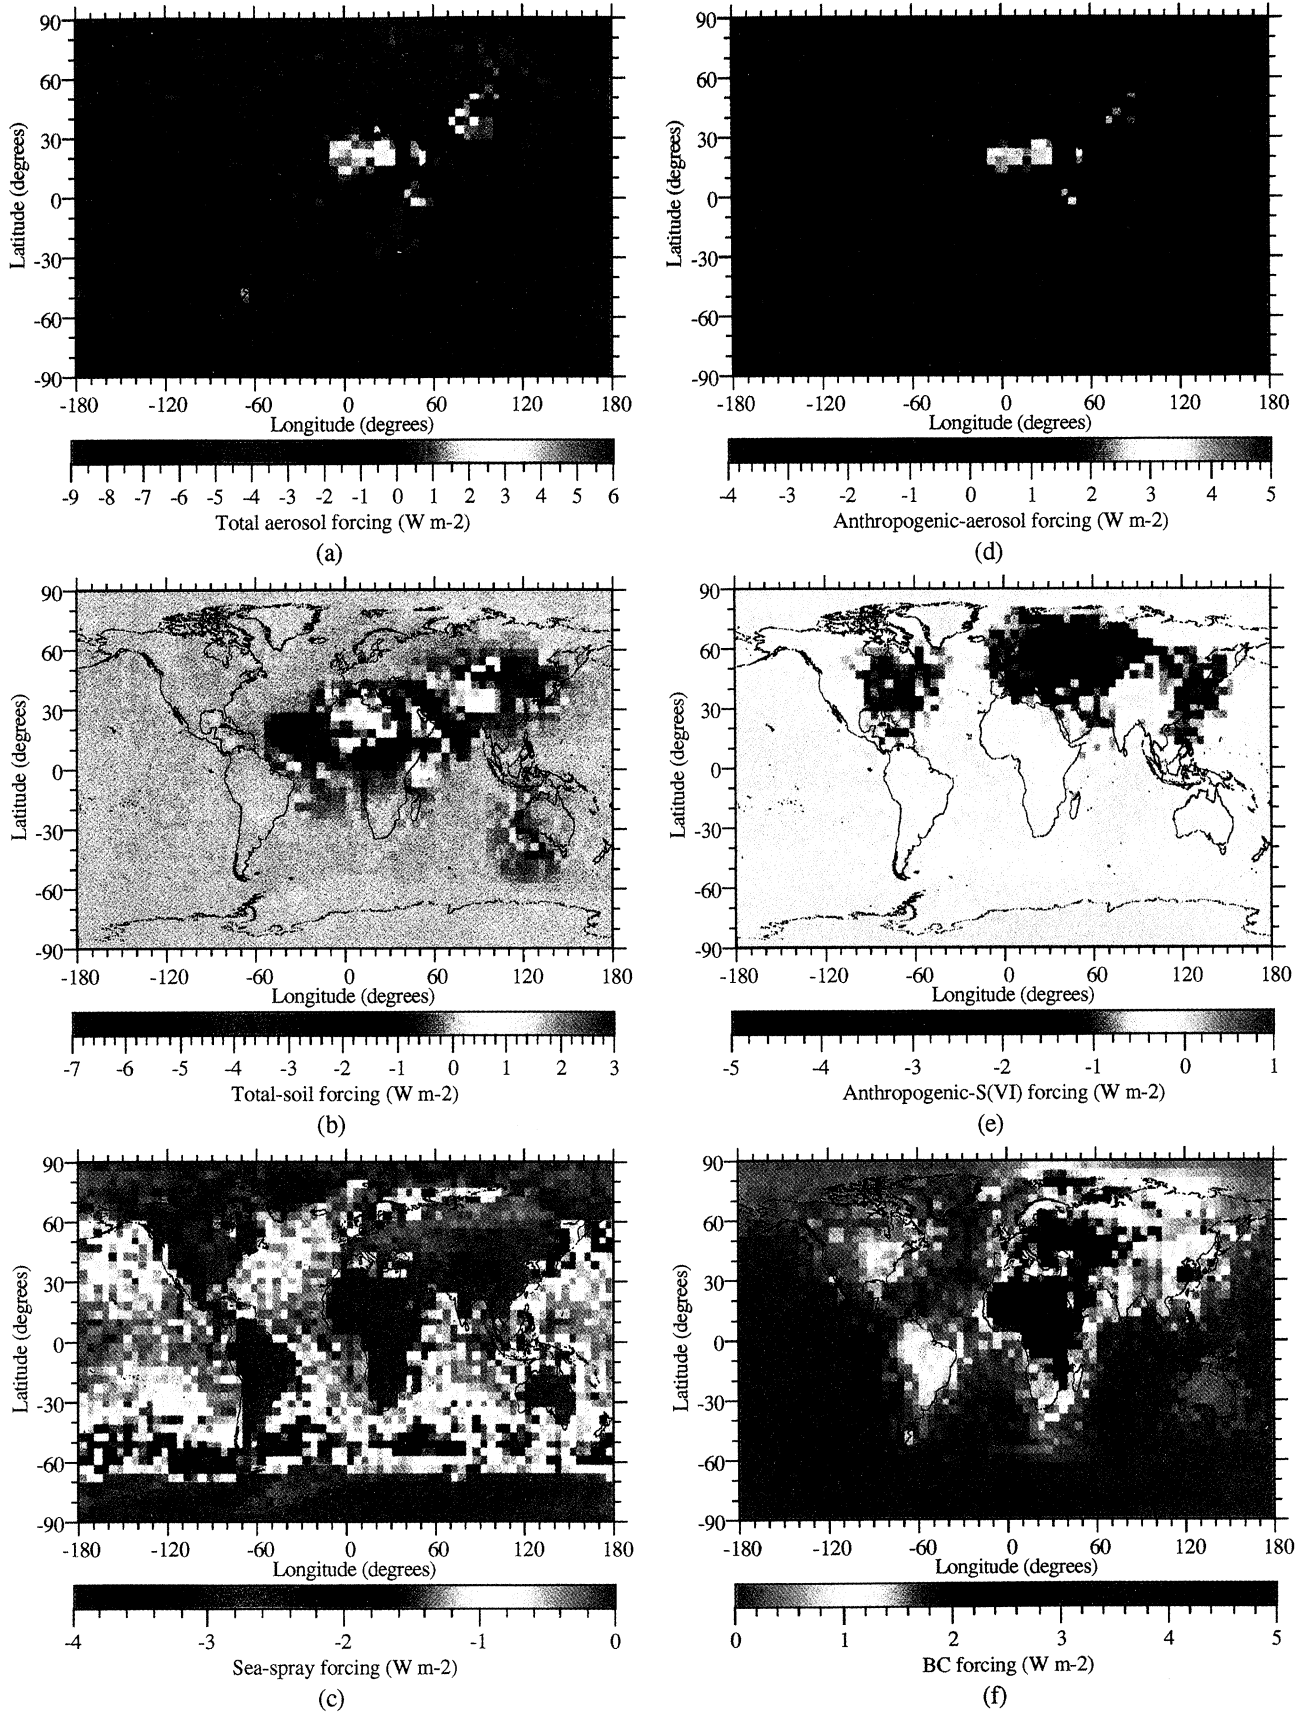 90
60
30
0
-30
-60
-90
Latitude (degrees)
-180 -120 -60 0 60 120 180
Longitude (degrees)
-9 -8 -7 -6 -5 -4 -3 -2 -1 0 1 2 3 4 5 6
Total aerosol forcing (W m-2)
(a)
90
60
30
0
-30
-60
-90
Latitude (degrees)
-180 -120 -60 0 60 120 180
Longitude (degrees)
-4 -3 -2 -1 0 1 2 3 4 5
Anthropogenic-aerosol forcing (W m-2)
(d)
90
60
30
0
-30
-60
-90
Latitude (degrees)
-180 -120 -60 0 60 120 180
Longitude (degrees)
-7 -6 -5 -4 -3 -2 -1 0 1 2 3
Total-soil forcing (W m-2)
(b)
90
60
30
0
-30
-60
-90
Latitude (degrees)
-180 -120 -60 0 60 120 180
Longitude (degrees)
-5 -4 -3 -2 -1 0 1
Anthropogenic-S(VI) forcing (W m-2)
(e)
90
60
30
0
-30
-60
-90
Latitude (degrees)
-180 -120 -60 0 60 120 180
Longitude (degrees)
-4 -3 -2 -1 0
Sea-spray forcing (W m-2)
(c)
90
60
30
0
-30
-60
-90
Latitude (degrees)
-180 -120 -60 0 60 120 180
Longitude (degrees)
0 1 2 3 4 5
BC forcing (W m-2)
(f)